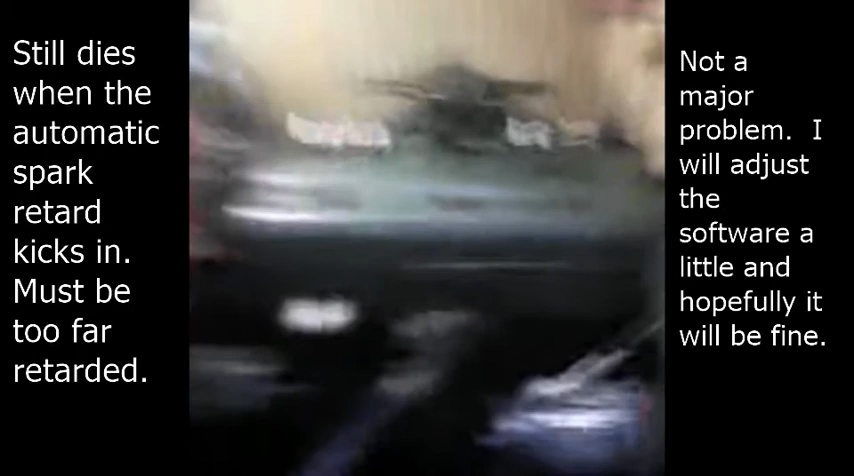 Still dies
when the
automatic
spark
retard
kicks in.
Must be
too far
retarded.
Not a
major
problem.  I
will adjust
the
software a
little and
hopefully it
will be fine.